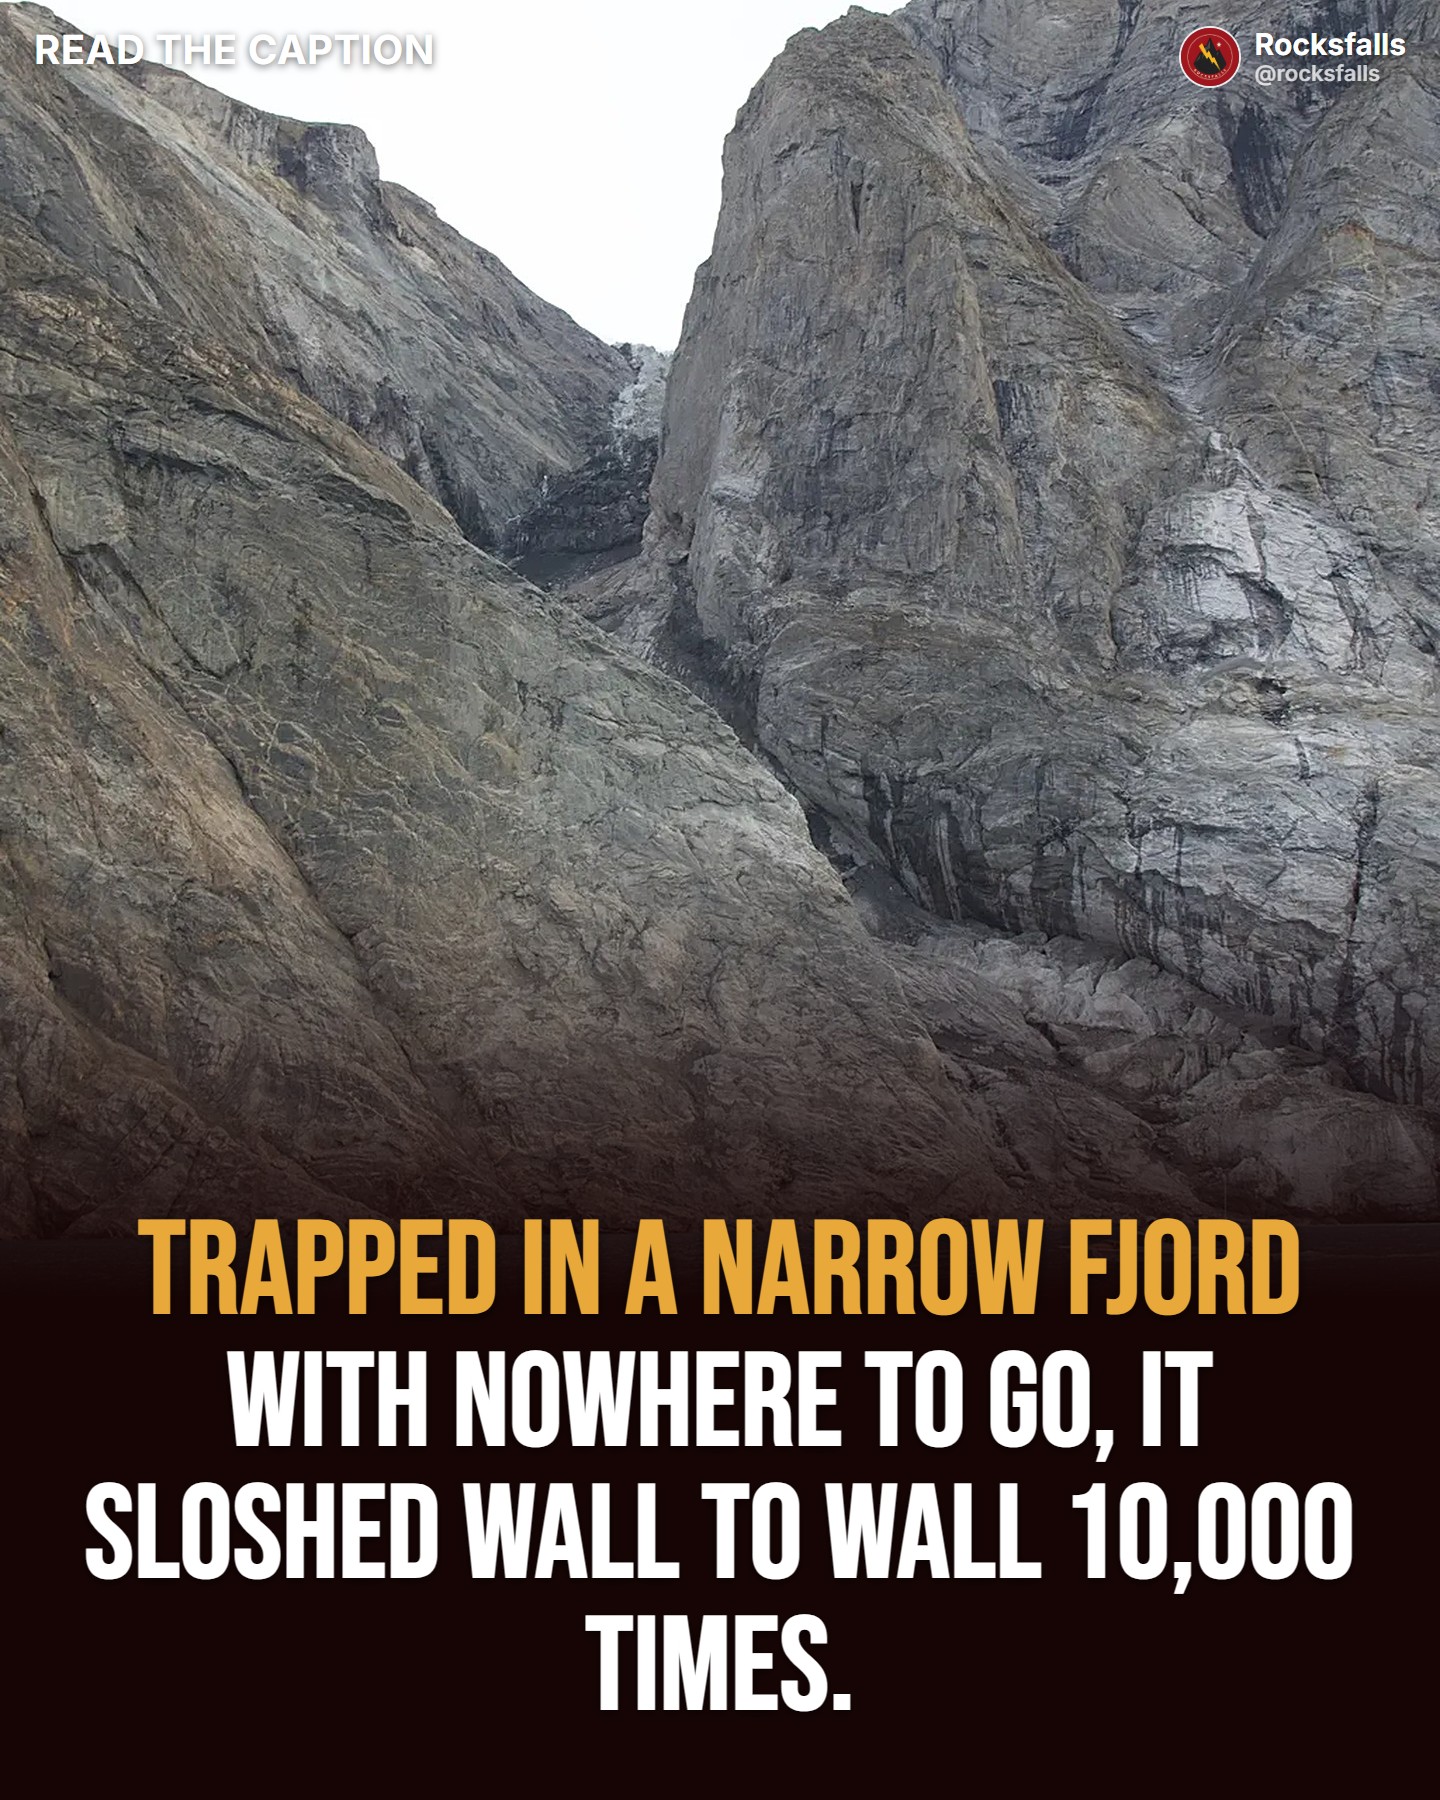 READ THE CAPTION
Rocksfalls
@rocksfalls
TRAPPED IN A NARROW FJORD
WITH NOWHERE TO GO, IT
SLOSHED WALL TO WALL 10,000
TIMES.